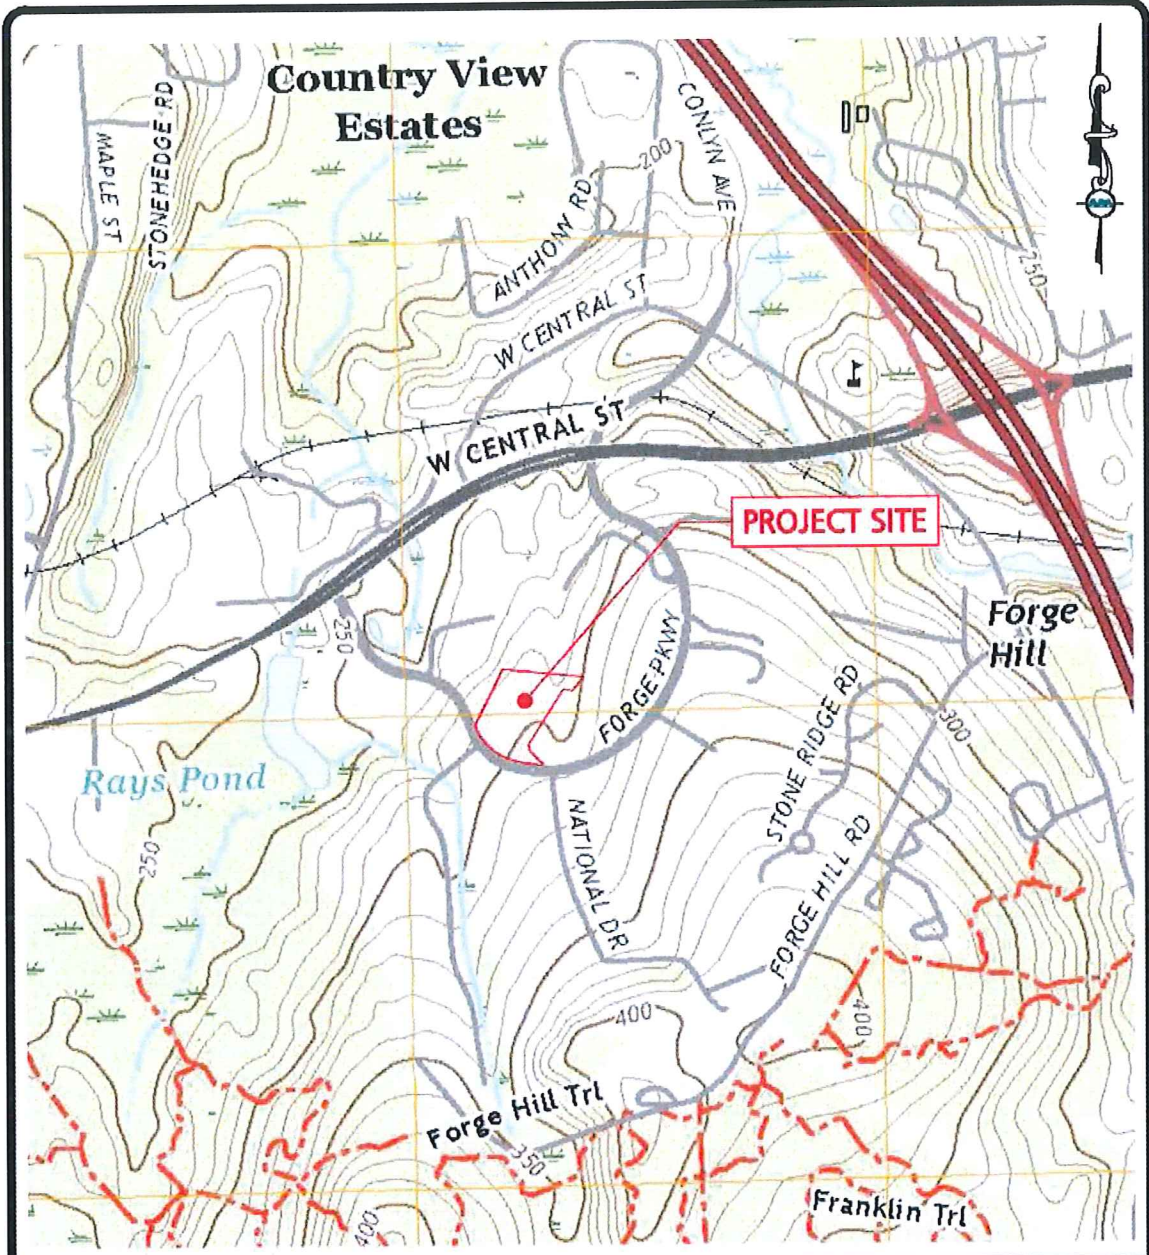 Country View
Estates
MAPLE ST
STONEHEDGE RD
CONLYN AVE
200
ANTHONY RD
250
W CENTRAL ST
W CENTRAL ST
PROJECT SITE
Forge
Hill
250
FORGE PKWY
STONE RIDGE RD
300
Rays Pond
250
NATIONAL DR
FORGE HILL RD
400
400
Forge Hill Trl
350
Franklin Trl
400